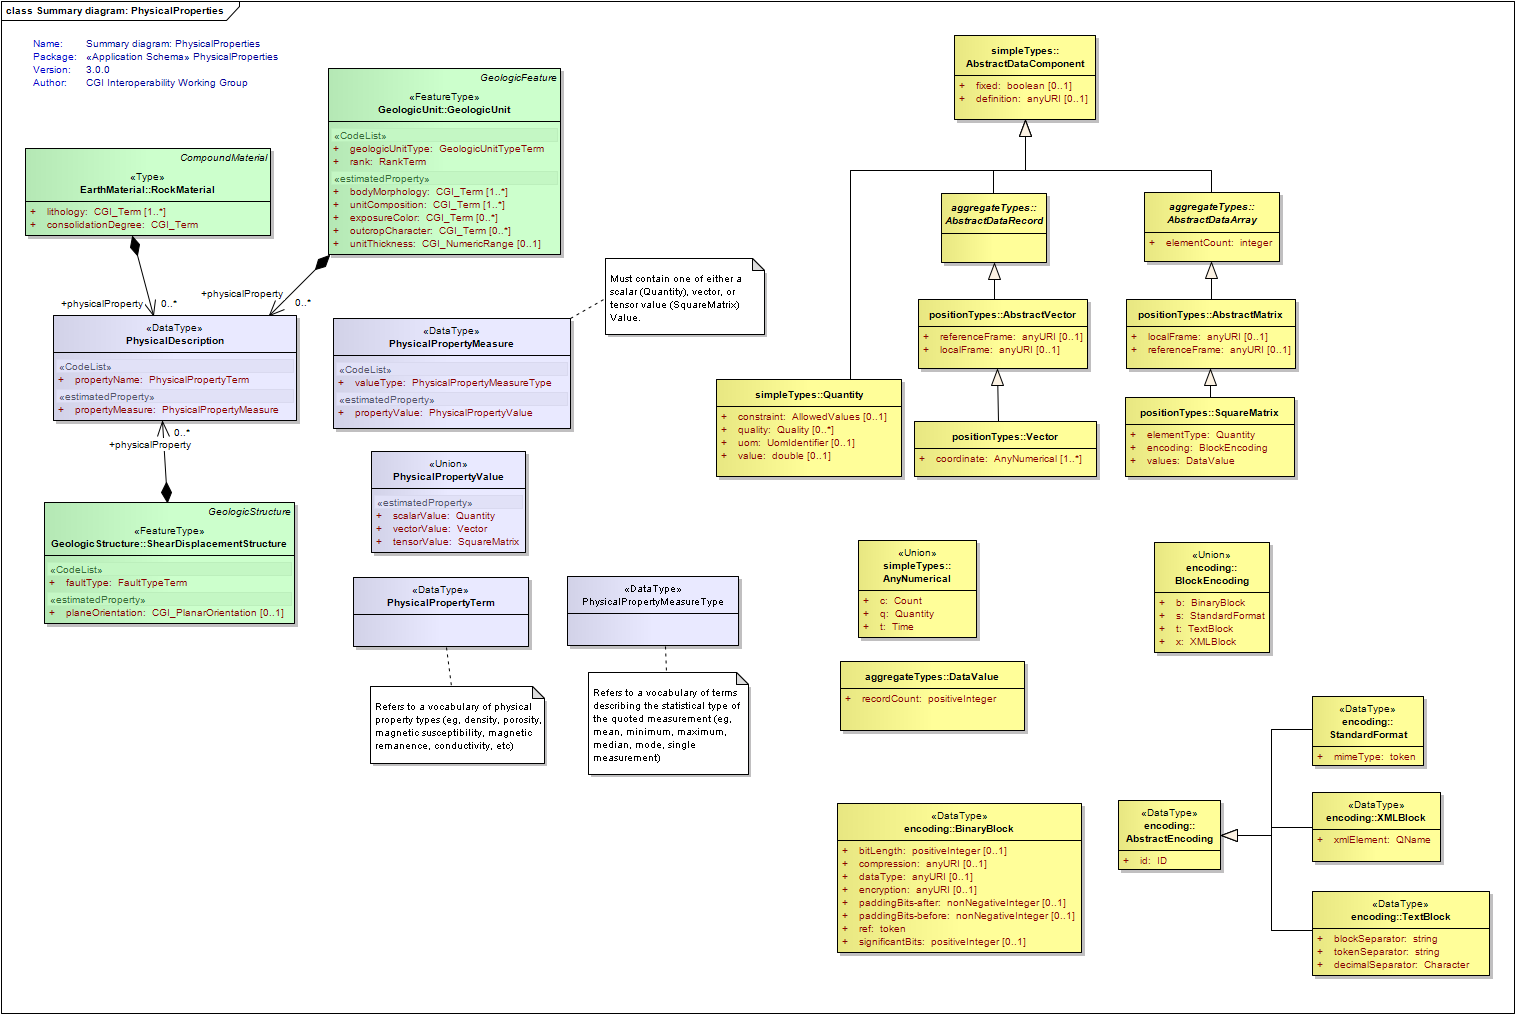 class Summary diagram: PhysicalProperties
Name: Summary diagram: PhysicalProperties
Package: «Application Schema» PhysicalProperties
Version: 3.0.0
Author: CGI Interoperability Working Group
GeologicFeature
«FeatureType»
GeologicUnit::GeologicUnit
«CodeList»
+ geologicUnitType: GeologicUnitTypeTerm
+ rank: RankTerm
«estimatedProperty»
+ bodyMorphology: CGI_Term [1..*]
+ unitComposition: CGI_Term [1..*]
+ exposureColor: CGI_Term [0..*]
+ outcropCharacter: CGI_Term [0..*]
+ unitThickness: CGI_NumericRange [0..1]
CompoundMaterial
«Type»
EarthMaterial::RockMaterial
+ lithology: CGI_Term [1..*]
+ consolidationDegree: CGI_Term
+physicalProperty 0..*
+physicalProperty
0..*
«DataType»
PhysicalDescription
«CodeList»
+ propertyName: PhysicalPropertyTerm
«estimatedProperty»
+ propertyMeasure: PhysicalPropertyMeasure
0..*
+physicalProperty
GeologicStructure
«FeatureType»
GeologicStructure::ShearDisplacementStructure
«CodeList»
+ faultType: FaultTypeTerm
«estimatedProperty»
+ planeOrientation: CGI_PlanarOrientation [0..1]
Must contain one of either a
scalar (Quantity), vector, or
tensor value (SquareMatrix)
Value.
«DataType»
PhysicalPropertyMeasure
«CodeList»
+ valueType: PhysicalPropertyMeasureType
«estimatedProperty»
+ propertyValue: PhysicalPropertyValue
«Union»
PhysicalPropertyValue
«estimatedProperty»
+ scalarValue: Quantity
+ vectorValue: Vector
+ tensorValue: SquareMatrix
«DataType»
PhysicalPropertyTerm
«DataType»
PhysicalPropertyMeasureType
Refers to a vocabulary of physical
property types (eg, density, porosity,
magnetic susceptibility, magnetic
remanence, conductivity, etc)
Refers to a vocabulary of terms
describing the statistical type of
the quoted measurement (eg,
mean, minimum, maximum,
median, mode, single
measurement)
simpleTypes::
AbstractDataComponent
+ fixed: boolean [0..1]
+ definition: anyURI [0..1]
aggregateTypes::
AbstractDataRecord
aggregateTypes::
AbstractDataArray
+ elementCount: integer
positionTypes::AbstractVector
+ referenceFrame: anyURI [0..1]
+ localFrame: anyURI [0..1]
positionTypes::AbstractMatrix
+ localFrame: anyURI [0..1]
+ referenceFrame: anyURI [0..1]
simpleTypes::Quantity
+ constraint: AllowedValues [0..1]
+ quality: Quality [0..*]
+ uom: UomIdentifier [0..1]
+ value: double [0..1]
positionTypes::Vector
+ coordinate: AnyNumerical [1..*]
positionTypes::SquareMatrix
+ elementType: Quantity
+ encoding: BlockEncoding
+ values: DataValue
«Union»
simpleTypes::
AnyNumerical
+ c: Count
+ q: Quantity
+ t: Time
«Union»
encoding::
BlockEncoding
+ b: BinaryBlock
+ s: StandardFormat
+ t: TextBlock
+ x: XMLBlock
aggregateTypes::DataValue
+ recordCount: positiveInteger
«DataType»
encoding::BinaryBlock
+ bitLength: positiveInteger [0..1]
+ compression: anyURI [0..1]
+ dataType: anyURI [0..1]
+ encryption: anyURI [0..1]
+ paddingBits-after: nonNegativeInteger [0..1]
+ paddingBits-before: nonNegativeInteger [0..1]
+ ref: token
+ significantBits: positiveInteger [0..1]
«DataType»
encoding::
AbstractEncoding
+ id: ID
«DataType»
encoding::
StandardFormat
+ mimeType: token
«DataType»
encoding::XMLBlock
+ xmlElement: QName
«DataType»
encoding::TextBlock
+ blockSeparator: string
+ tokenSeparator: string
+ decimalSeparator: Character